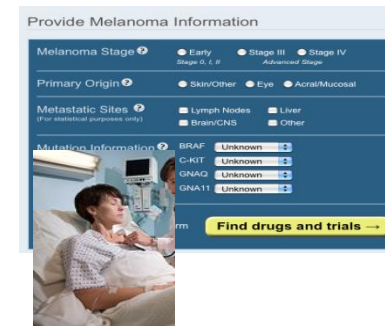 Provide Melanoma Information
Melanoma Stage ? Early Stage III Stage IV
Stage 0, I, II Advanced Stage
Primary Origin ? Skin/Other Eye Acral/Mucosal
Metastatic Sites ? Lymph Nodes Liver
(For statistical purposes only) Brain/CNS Other
Mutation Information ? BRAF Unknown
C-KIT Unknown
GNAQ Unknown
GNA11 Unknown
rm Find drugs and trials →